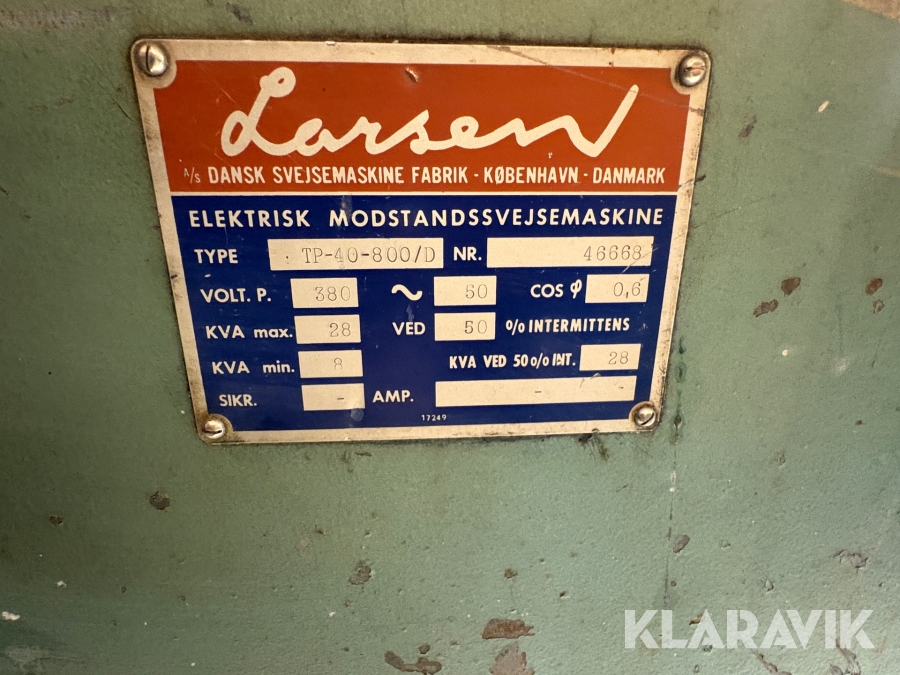 Larsen
A/S DANSK SVEJSEMASKINE FABRIK - KØBENHAVN - DANMARK
ELEKTRISK MODSTANDSSVEJSEMASKINE
TYPE TP-40-800/D NR. 46668
VOLT. P. 380 ~ 50 COS φ 0,6
KVA max. 28 VED 50 % INTERMITTENS
KVA min. 8 KVA VED 50 % INT. 28
SIKR. - AMP. - -
17249
KLARAVIK